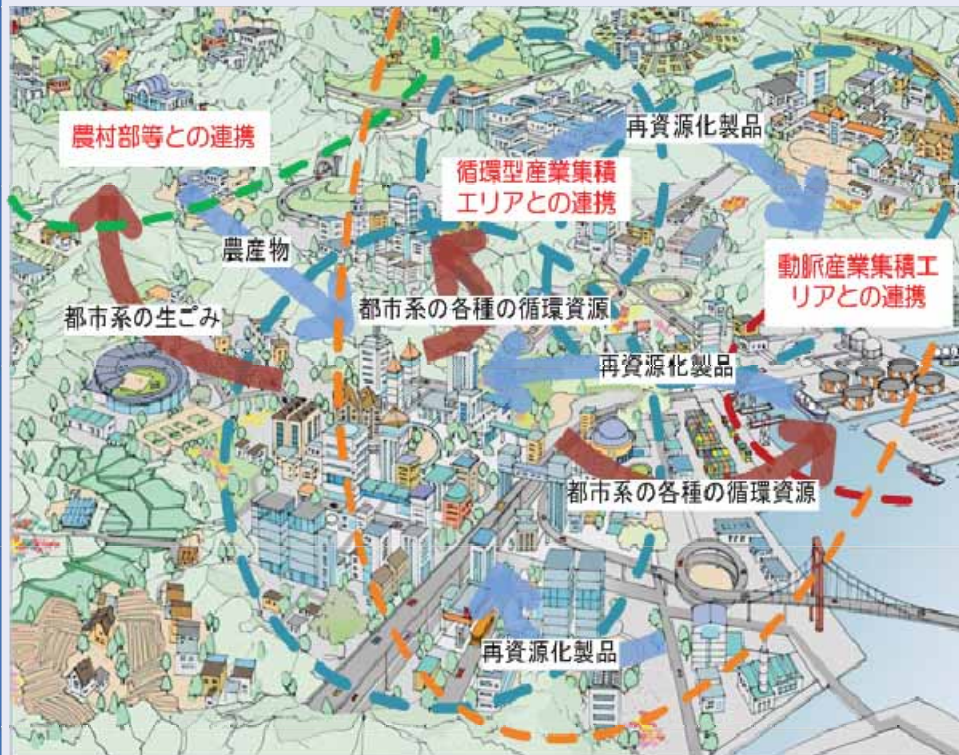 農村部等との連携
再資源化製品
循環型産業集積
エリアとの連携
農産物
動脈産業集積エ
リアとの連携
都市系の生ごみ
都市系の各種の循環資源
再資源化製品
都市系の各種の循環資源
再資源化製品